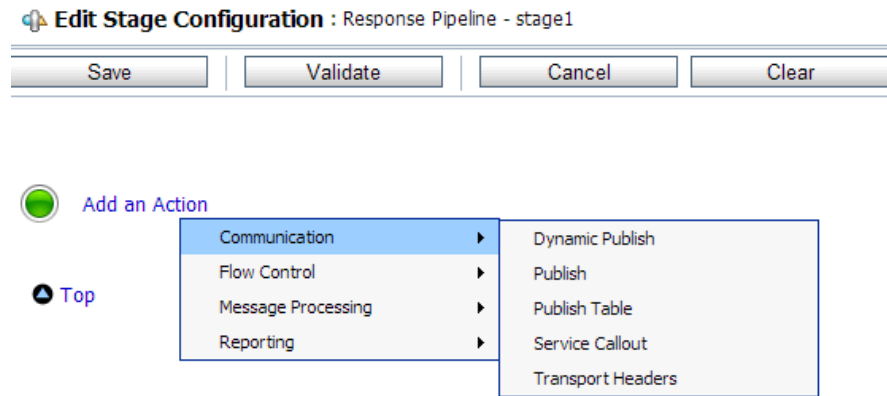 Edit Stage Configuration : Response Pipeline - stage1
Save Validate Cancel Clear
Add an Action
Communication Dynamic Publish
Flow Control Publish
Top Message Processing Publish Table
Reporting Service Callout
Transport Headers